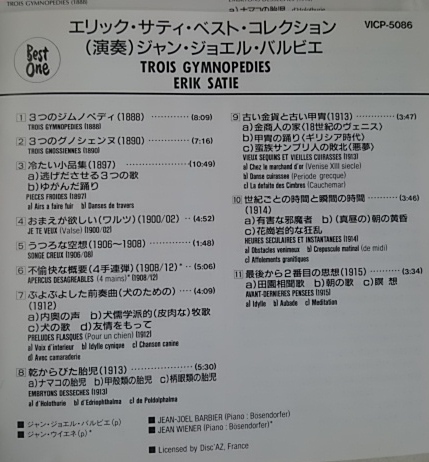 TROIS GYMNOPEDIES (1888)
a)ナマコの胎児
エリック・サティ・ベスト・コレクション
VICP-5086
(演奏)ジャン・ジョエル・バルビエ
Best One
TROIS GYMNOPEDIES
ERIK SATIE
1 3つのジムノペディ(1888) ············ (8:09)
TROIS GYMNOPEDIES (1888)
2 3つのグノシェンヌ(1890) ············ (7:16)
TROIS GNOSSIENNES (1890)
3 冷たい小品集(1897) ············ (10:49)
a)逃げださせる3つの歌
b)ゆがんだ踊り
PIECES FROIDES (1897)
a) Airs a faire fuir b) Danses de travers
4 おまえが欲しい(ワルツ)(1900/02) ·· (4:52)
JE TE VEUX (Valse) (1900/02)
5 うつろな空想(1906〜1908) ········ (1:48)
SONGE CREUX (1906/08)
6 不愉快な概要(4手連弾)(1908/12)* ·· (5:06)
APERCUS DESAGREABLES (4 mains)* (1908/12)
7 ぶよぶよした前奏曲(犬のための) ···· (4:09)
(1912)
a)内奥の声 b)犬儒学派的(皮肉な)牧歌
c)犬の歌 d)友情をもって
PRELUDES FLASQUES (Pour un chien) (1912)
a) Voix d'interieur b) Idylle cynique c) Chanson canine
d) Avec camaraderie
8 乾からびた胎児(1913) ············ (5:30)
a)ナマコの胎児 b)甲殻類の胎児 c)柄眼類の胎児
EMBRYONS DESSECHES (1913)
a) d'Holothurie b) d'Edriophthalma c) de Podolphalma
9 古い金貨と古い甲冑(1913) ············ (3:47)
a)金商人の家〈18世紀のヴェニス〉
b)甲冑の踊り〈ギリシア時代〉
c)蛮族サンブリ人の敗北〈悪夢〉
VIEUX SEQUINS ET VIEILLES CUIRASSES (1913)
a) Chez le marchand d'or (Venise XIII siecle)
b) Danse cuirassee (Periode grecque)
c) La defaite des Cimbres (Cauchemar)
10 世紀ごとの時間と瞬間の時間 ········ (3:46)
(1914)
a)有害な邪魔者 b)(真昼の)朝の黄昏
c)花崗岩的な狂乱
HEURES SECULAIRES ET INSTANTANEES (1914)
a) Obstacles venimeux b) Crepuscule matinal (de midi)
c) Affolements granitiques
11 最後から2番目の思想(1915) ········ (3:34)
a)田園相聞歌 b)朝の歌 c)瞑想
AVANT-DERNIERES PENSEES (1915)
a) Idylle b) Aubade c) Meditation
■ ジャン・ジョエル・バルビエ(p)
■ ジャン・ウイエネ(p)*
■ JEAN-JOEL BARBIER (Piano : Bosendorfer)
■ JEAN WIENER (Piano : Bosendorfer)*
■ Licensed by Disc'AZ, France